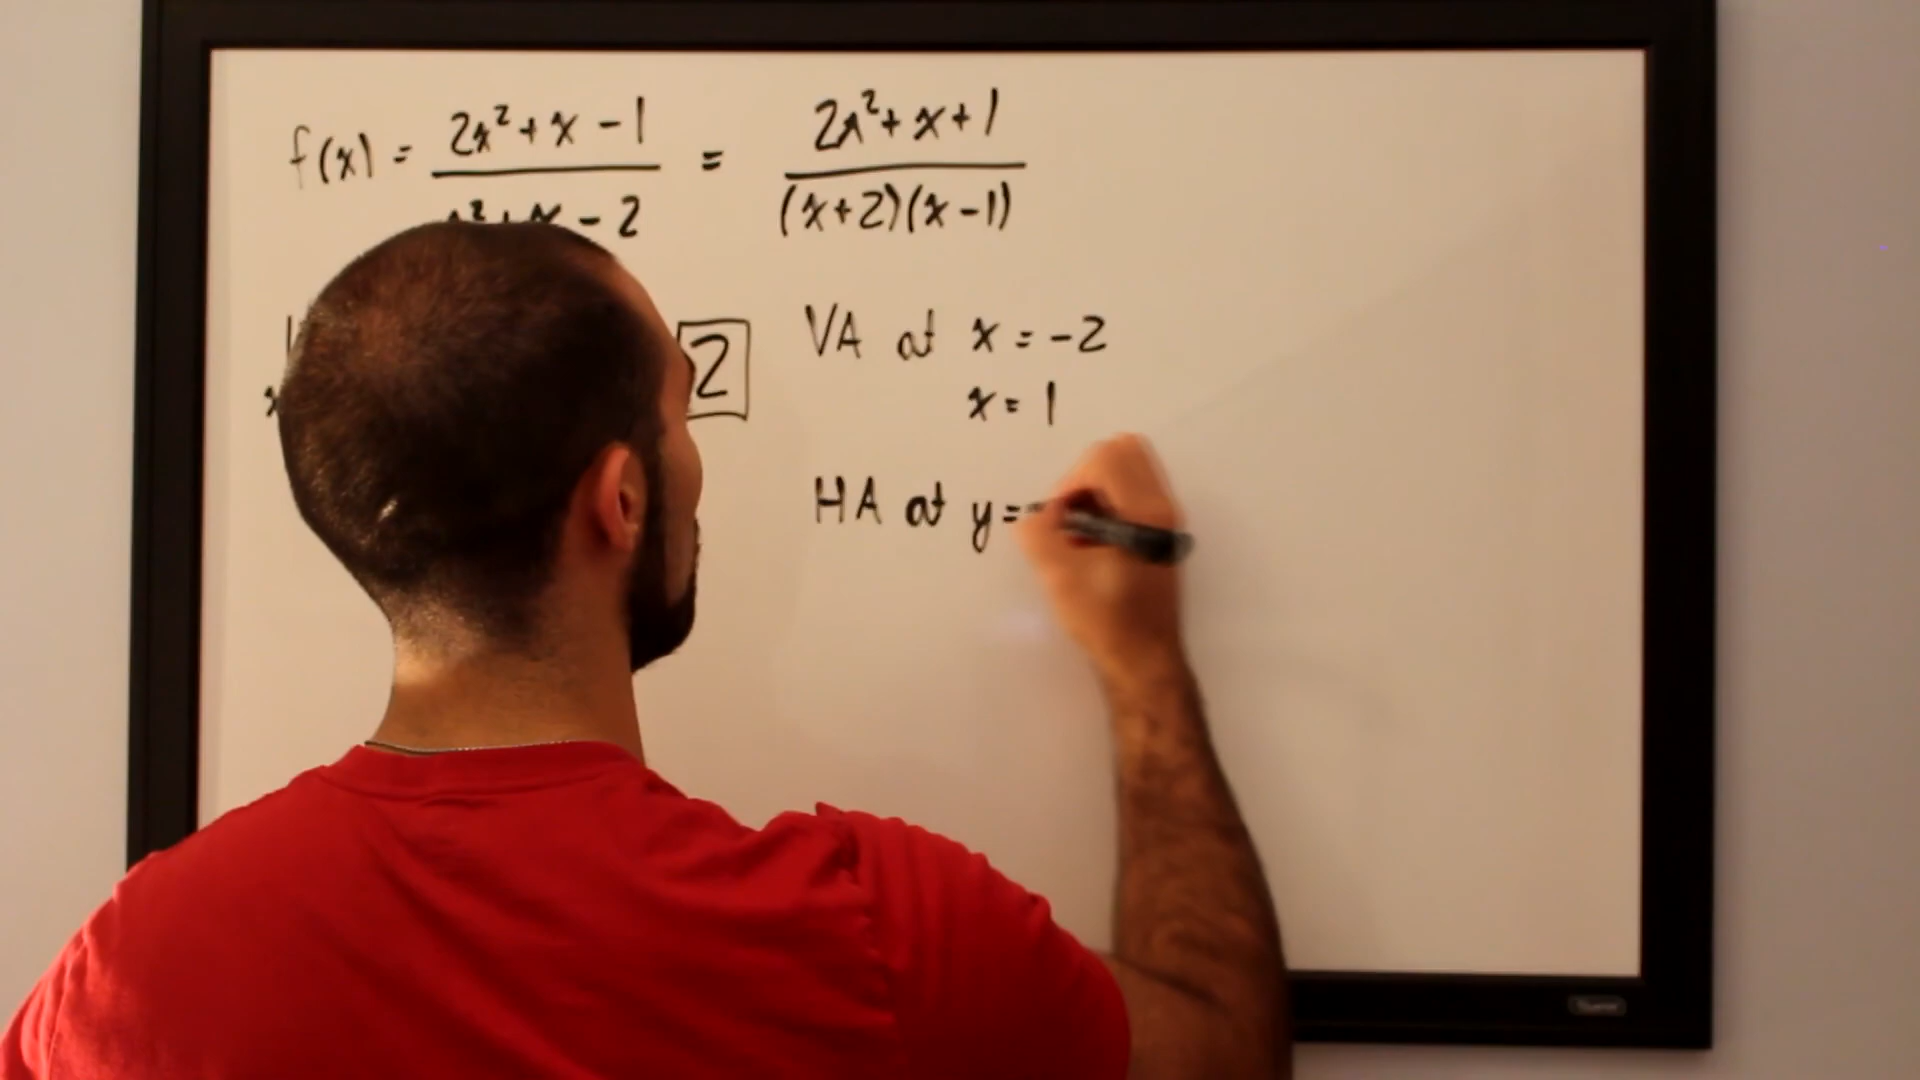 f(x) = 2x² + x - 1 / x² + x - 2 = 2x² + x + 1 / (x+2)(x-1)
2
VA at x = -2
x = 1
HA at y =